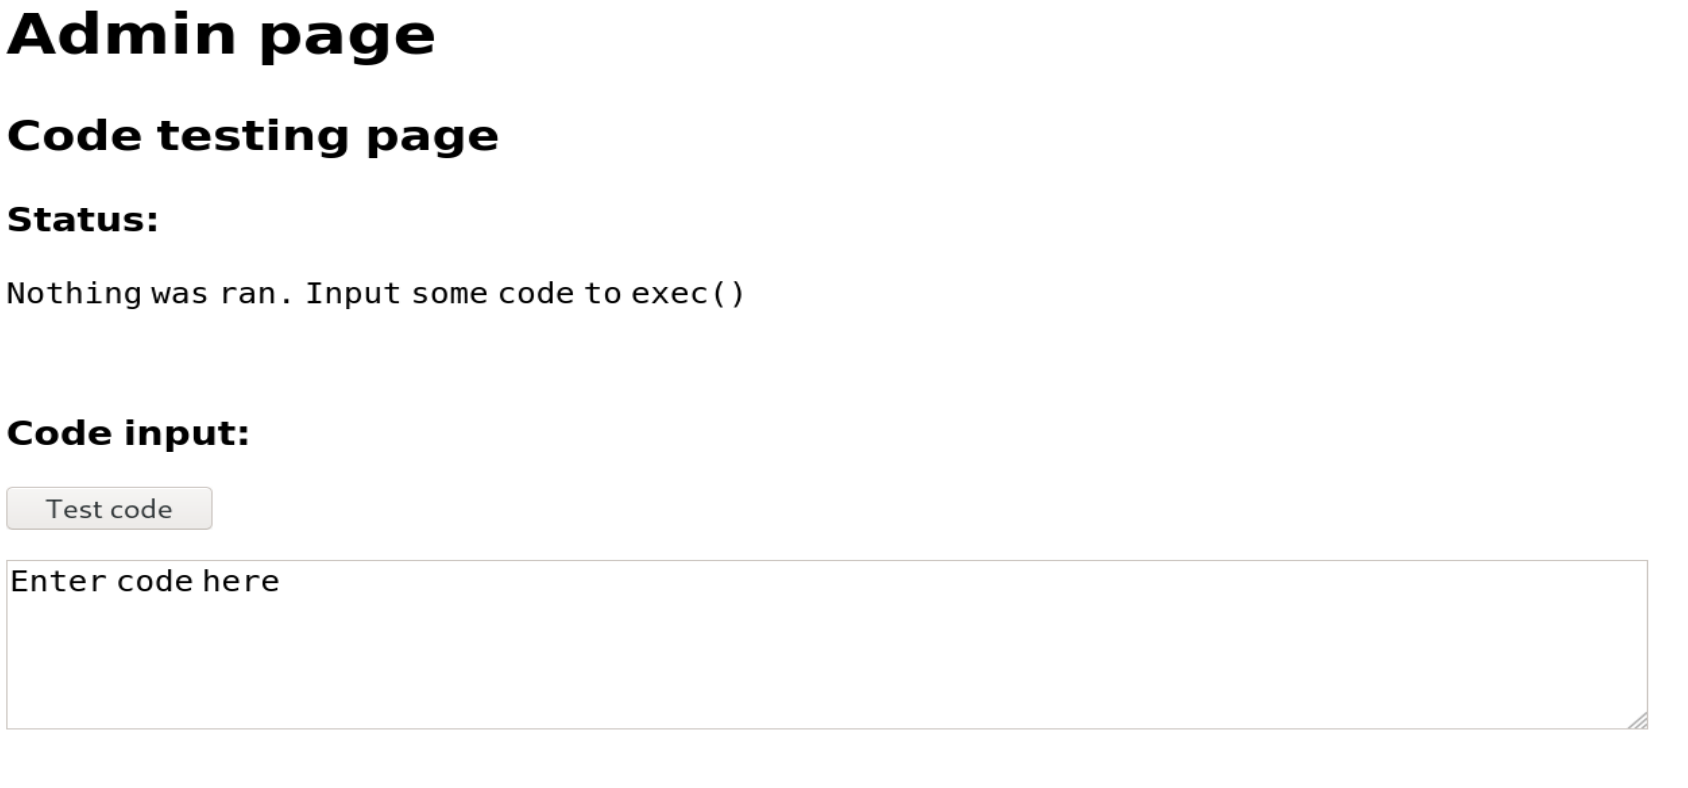 Admin page
Code testing page
Status:
Nothing was ran. Input some code to exec()
Code input:
Test code
Enter code here